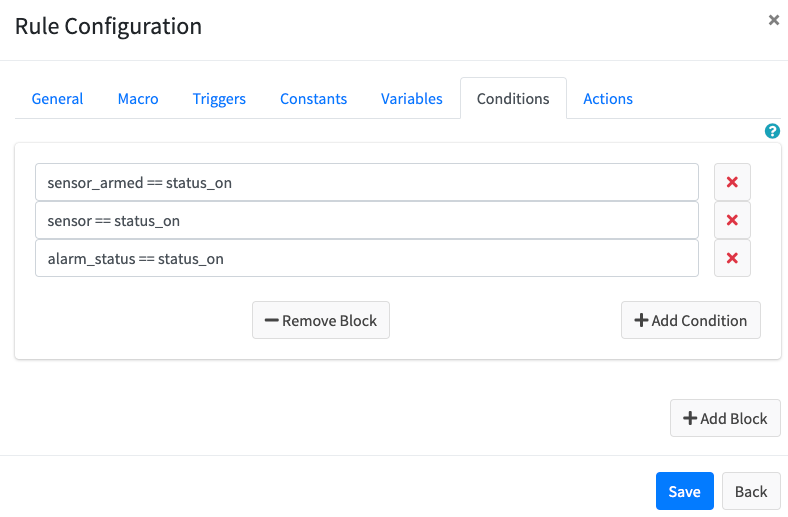 Rule Configuration
×
General Macro Triggers Constants Variables Conditions Actions
?
sensor_armed == status_on
sensor == status_on
alarm_status == status_on
Remove Block Add Condition
Add Block
Save Back